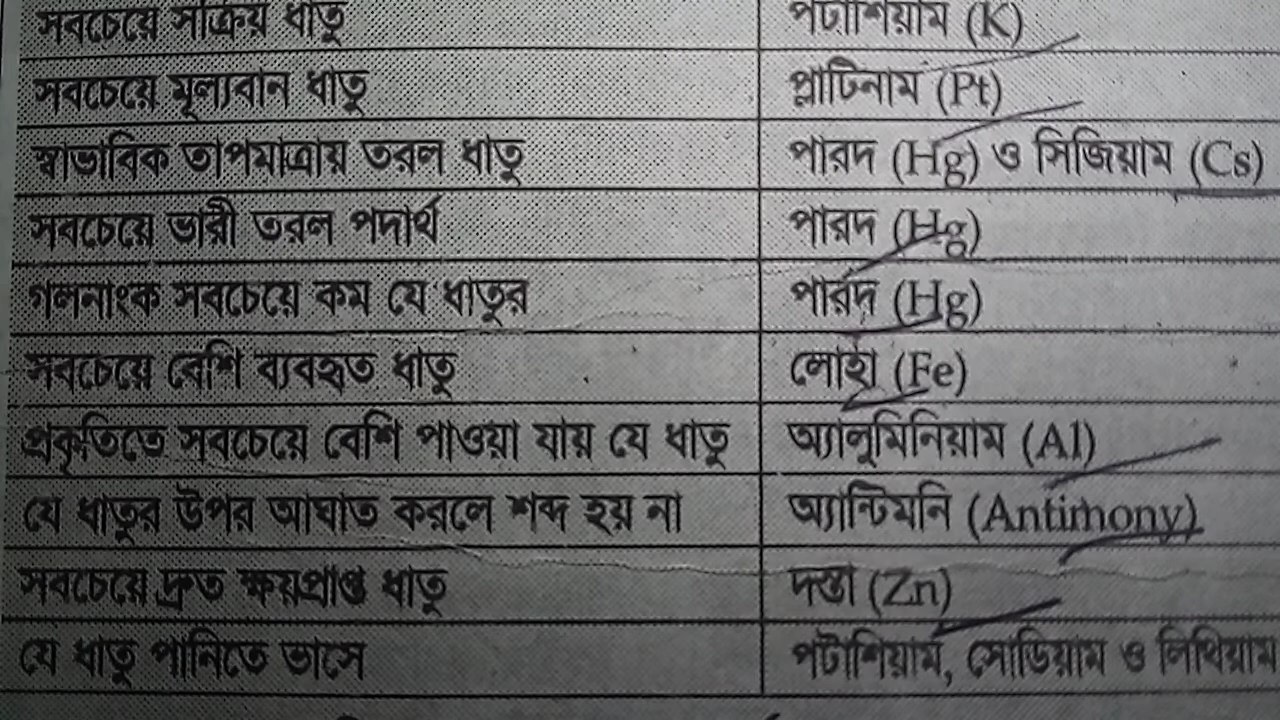 সবচেয়ে সক্রিয় ধাতু পটাশিয়াম (K)
সবচেয়ে মূল্যবান ধাতু প্লাটিনাম (Pt)
স্বাভাবিক তাপমাত্রায় তরল ধাতু পারদ (Hg) ও সিজিয়াম (Cs)
সবচেয়ে ভারী তরল পদার্থ পারদ (Hg)
গলনাংক সবচেয়ে কম যে ধাতুর পারদ (Hg)
সবচেয়ে বেশি ব্যবহৃত ধাতু লোহা (Fe)
প্রকৃতিতে সবচেয়ে বেশি পাওয়া যায় যে ধাতু অ্যালুমিনিয়াম (Al)
যে ধাতুর উপর আঘাত করলে শব্দ হয় না অ্যান্টিমনি (Antimony)
সবচেয়ে দ্রুত ক্ষয়প্রাপ্ত ধাতু দস্তা (Zn)
যে ধাতু পানিতে ভাসে পটাশিয়াম, সোডিয়াম ও লিথিয়াম